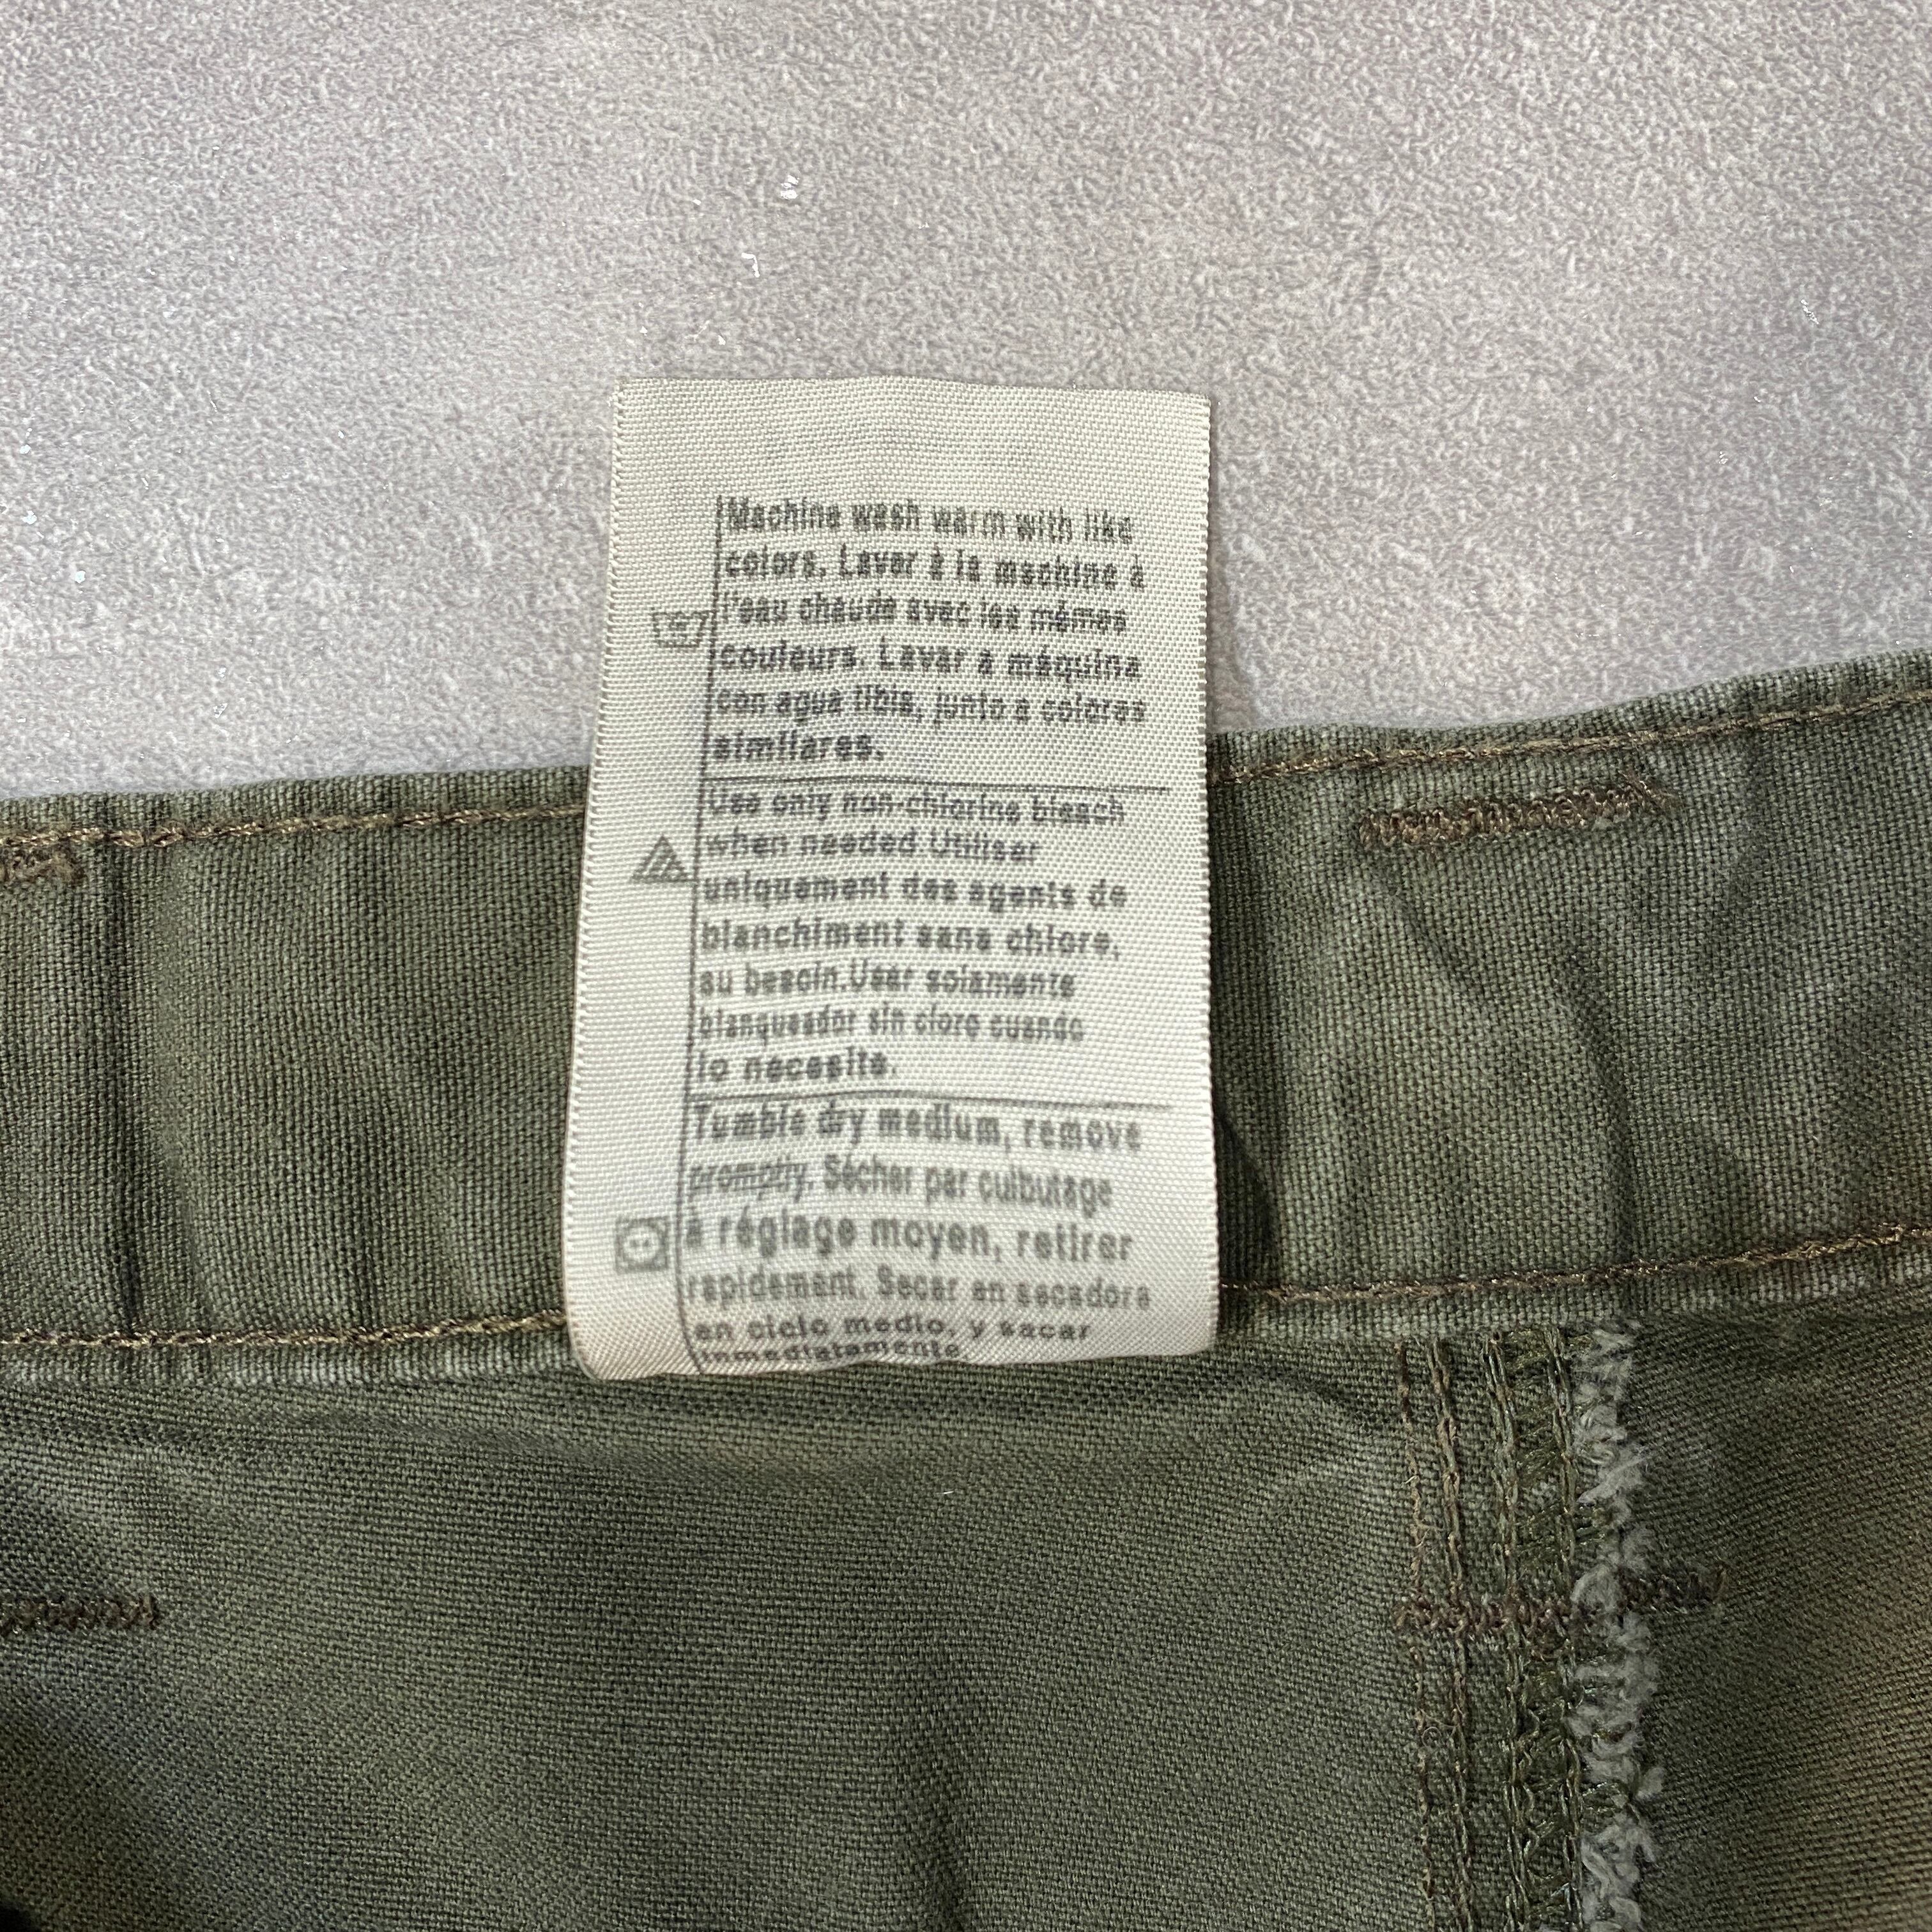 Machine wash warm with like
colors. Laver à la machine à
l'eau chaude avec les mêmes
couleurs. Lavar a máquina
con agua tibia, junto a colores
similares.
Use only non-chlorine bleach
when needed.Utiliser
uniquement des agents de
blanchiment sans chlore,
au besoin.Usar solamente
blanqueador sin cloro cuando
lo necesite.
Tumble dry medium, remove
promptly. Sécher par culbutage
à réglage moyen, retirer
rapidement. Secar en secadora
en ciclo medio, y sacar
immediatamente